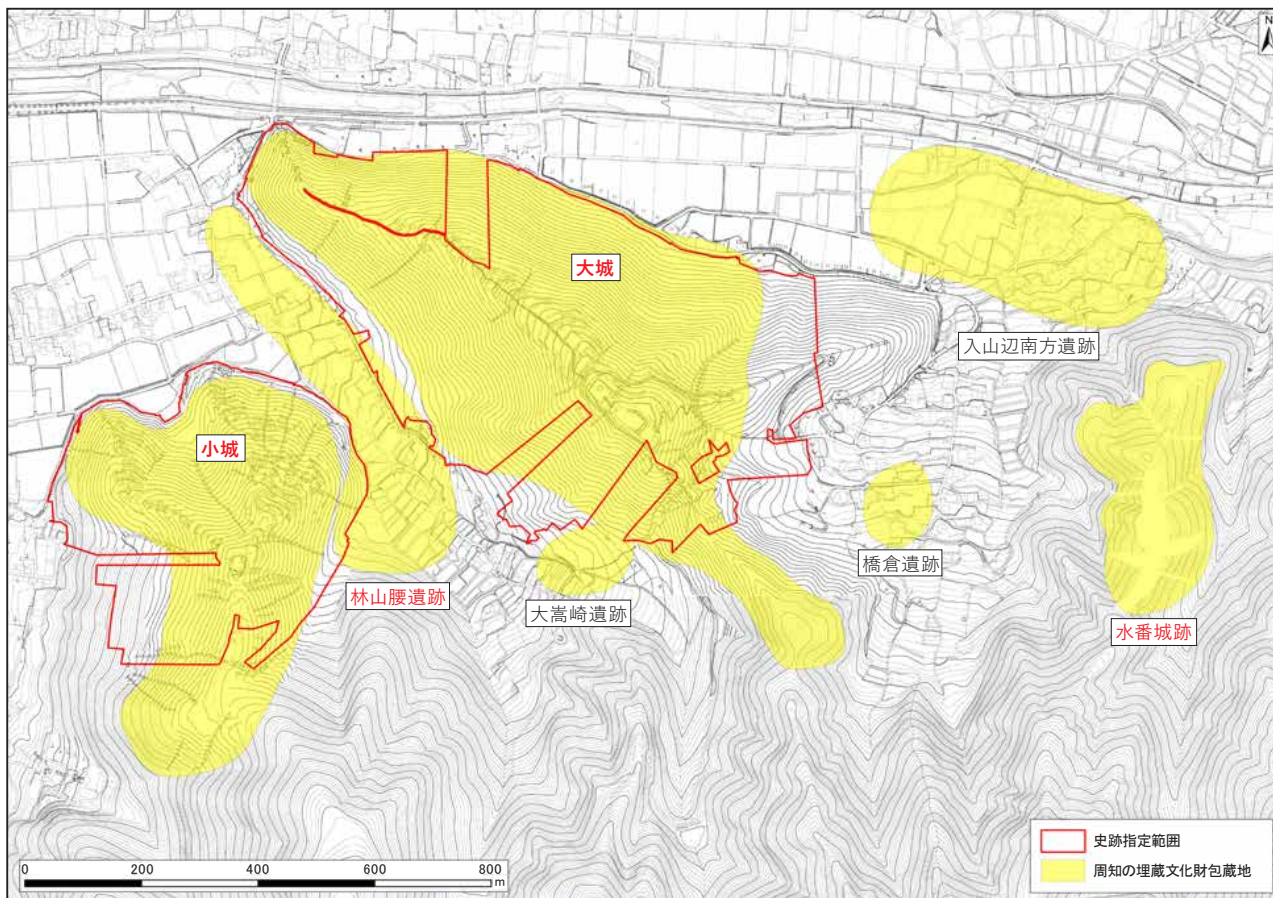 N
大城
入山辺南方遺跡
小城
橋倉遺跡
林山腰遺跡
大嵩崎遺跡
水番城跡
史跡指定範囲
周知の埋蔵文化財包蔵地
0 200 400 600 800
m